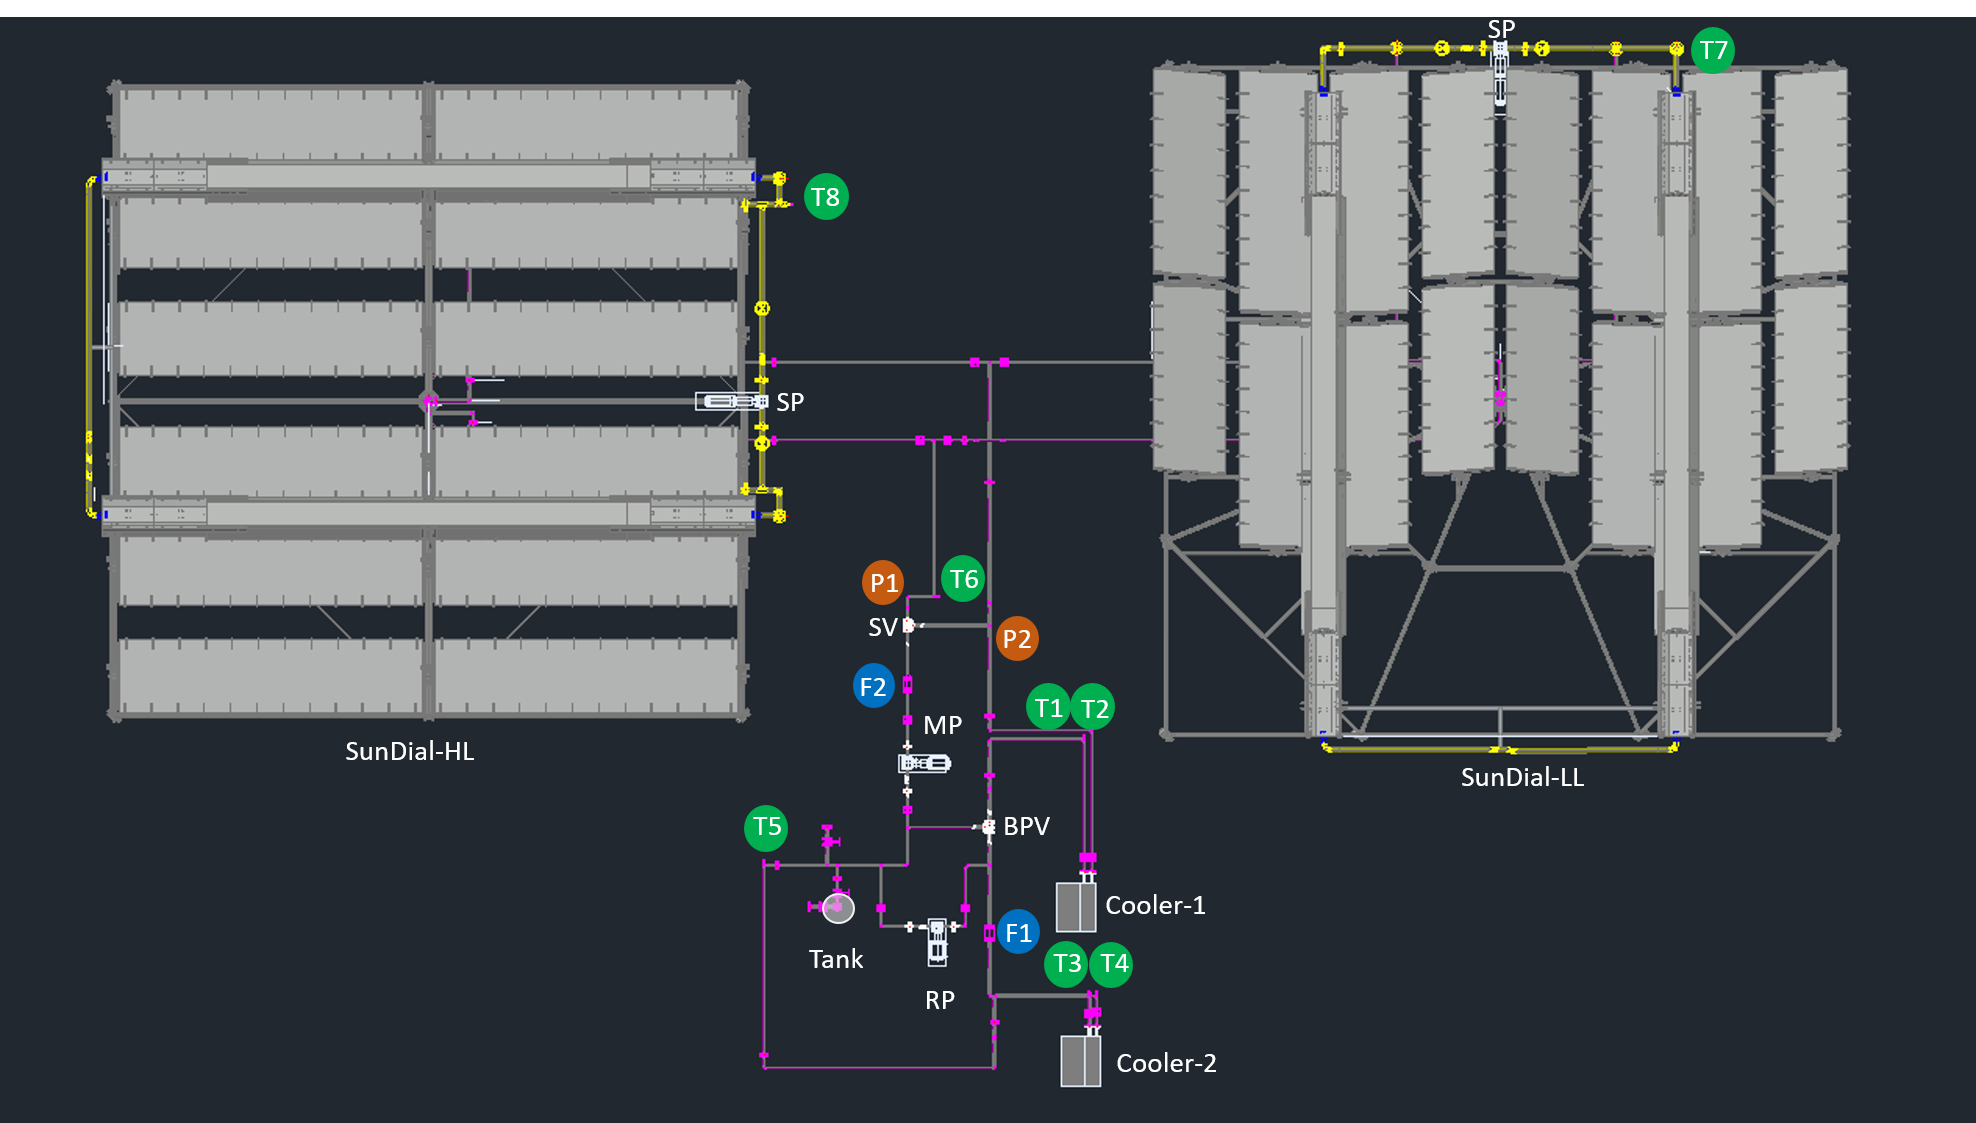 SP
T7
T8
SP
P1
T6
SV
P2
F2
T1
T2
MP
SunDial-HL
SunDial-LL
T5
BPV
Cooler-1
F1
Tank
T3
T4
RP
Cooler-2